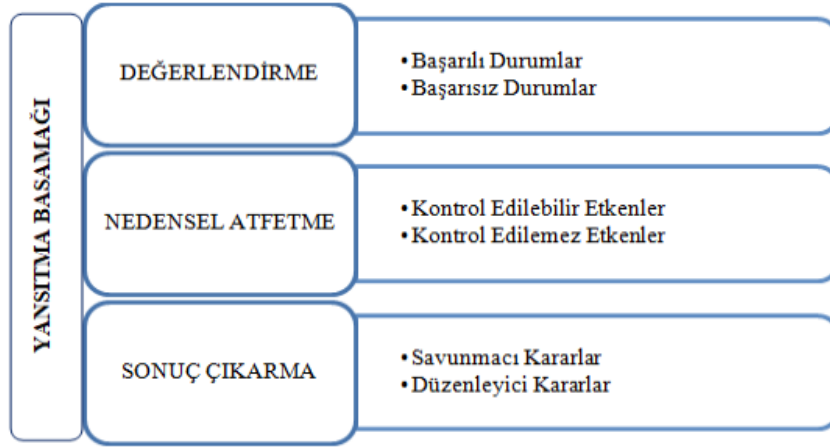 YANSITMA BASAMAĞI
DEĞERLENDİRME
• Başarılı Durumlar
• Başarısız Durumlar
NEDENSEL ATFETME
• Kontrol Edilebilir Etkenler
• Kontrol Edilemez Etkenler
SONUÇ ÇIKARMA
• Savunmacı Kararlar
• Düzenleyici Kararlar